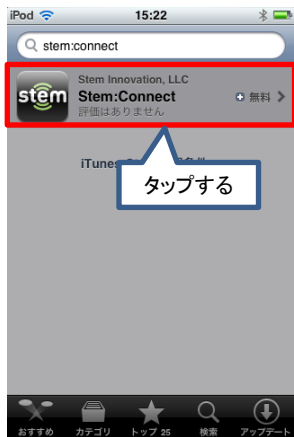 iPod 15:22
stem:connect
stem
Stem Innovation, LLC
Stem:Connect
無料
評価はありません
iTunes
タップする
おすすめ カテゴリ トップ 25 検索 アップデート